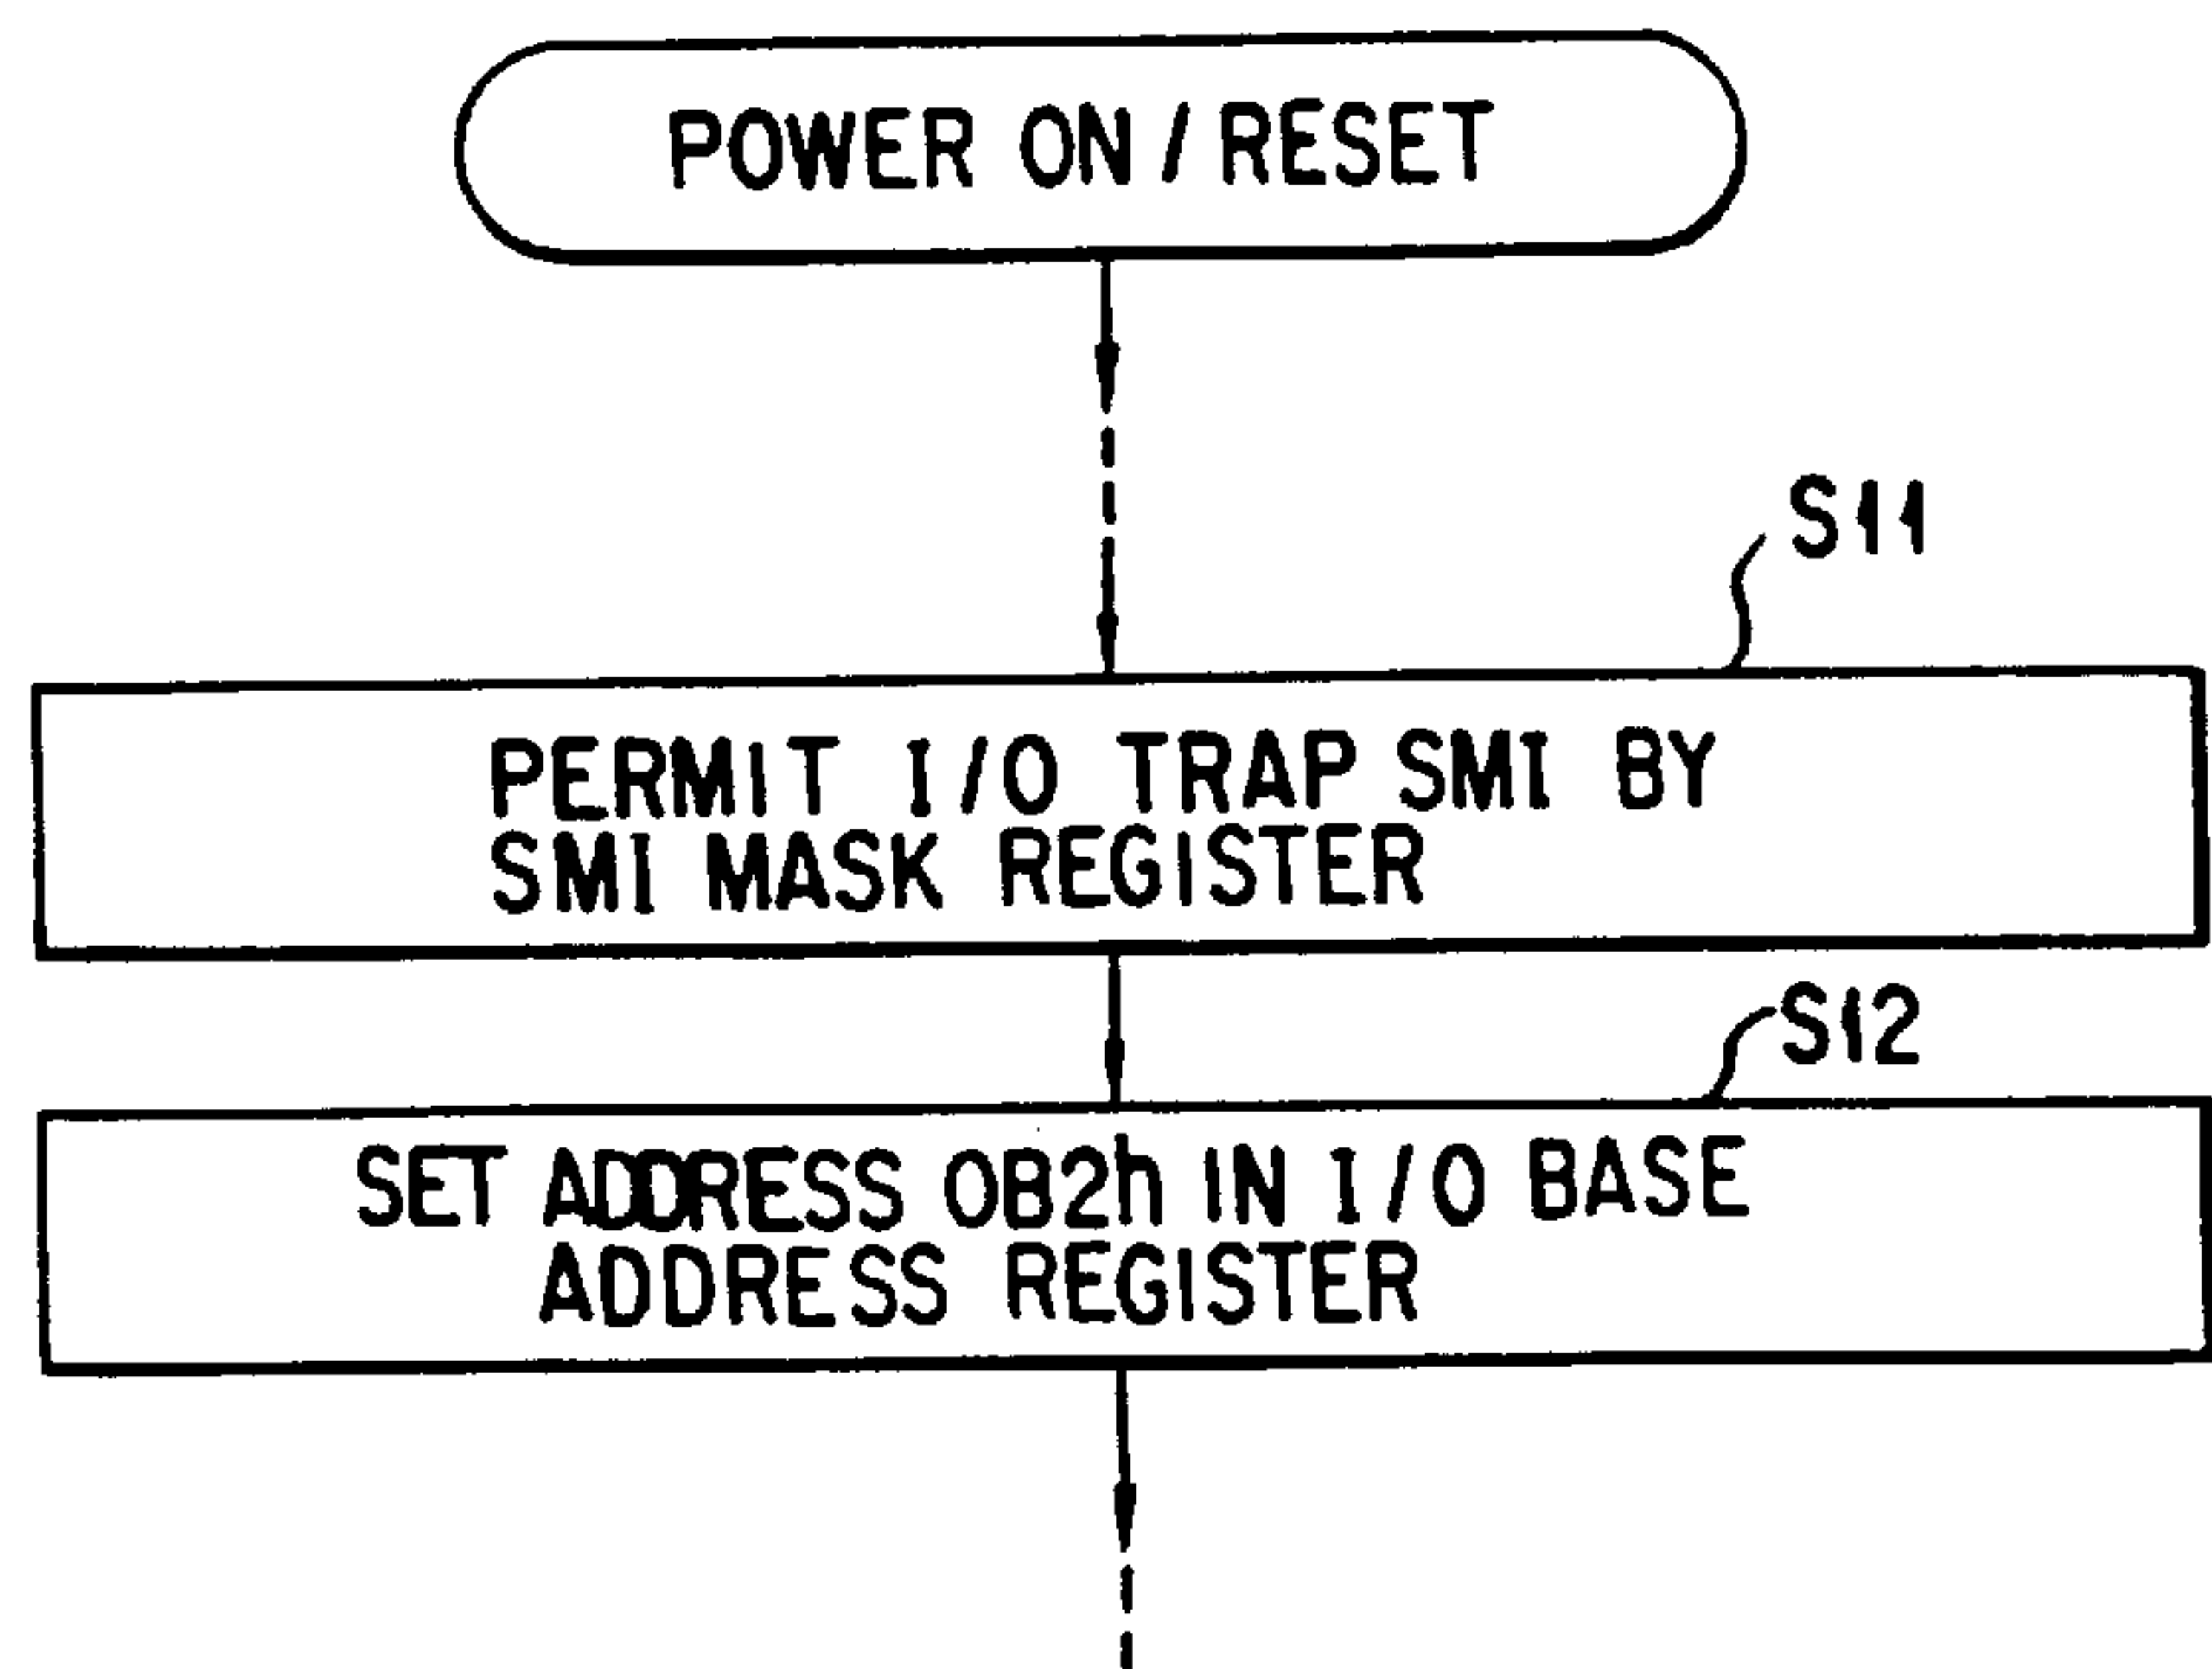 POWER ON / RESET
S11
PERMIT I/O TRAP SMI BY
SMI MASK REGISTER
S12
SET ADDRESS 0B2h IN I/O BASE
ADDRESS REGISTER